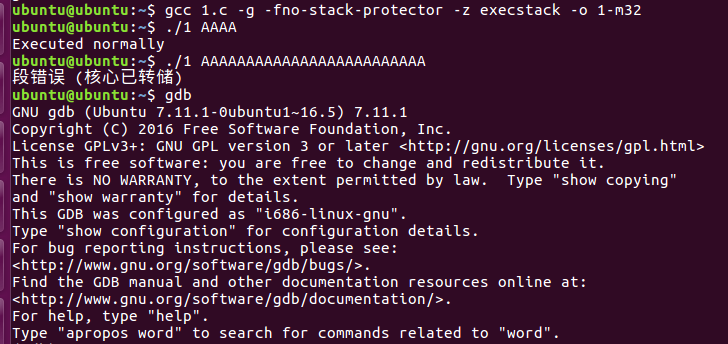 ubuntu@ubuntu:~$ gcc 1.c -g -fno-stack-protector -z execstack -o 1-m32
ubuntu@ubuntu:~$ ./1 AAAA
Executed normally
ubuntu@ubuntu:~$ ./1 AAAAAAAAAAAAAAAAAAAAAAAAA
段错误 (核心已转储)
ubuntu@ubuntu:~$ gdb
GNU gdb (Ubuntu 7.11.1-0ubuntu1~16.5) 7.11.1
Copyright (C) 2016 Free Software Foundation, Inc.
License GPLv3+: GNU GPL version 3 or later <http://gnu.org/licenses/gpl.html>
This is free software: you are free to change and redistribute it.
There is NO WARRANTY, to the extent permitted by law.  Type "show copying"
and "show warranty" for details.
This GDB was configured as "i686-linux-gnu".
Type "show configuration" for configuration details.
For bug reporting instructions, please see:
<http://www.gnu.org/software/gdb/bugs/>.
Find the GDB manual and other documentation resources online at:
<http://www.gnu.org/software/gdb/documentation/>.
For help, type "help".
Type "apropos word" to search for commands related to "word".